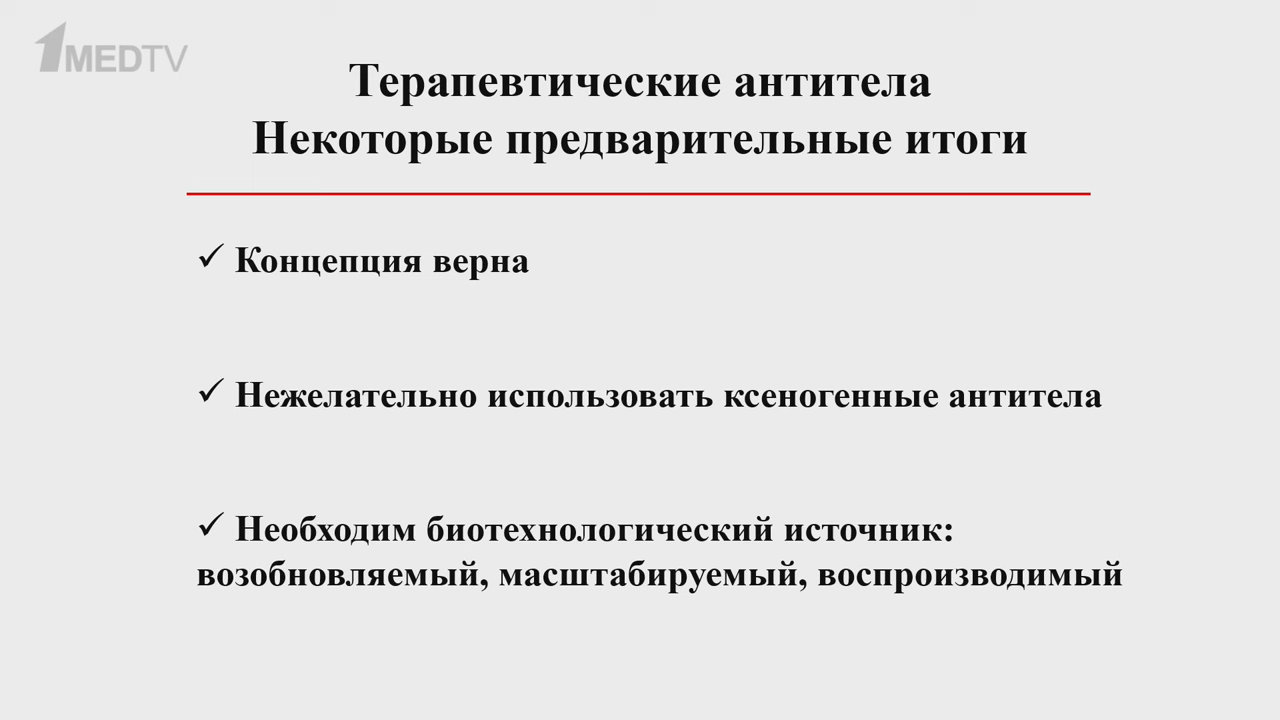 1MEDTV
Терапевтические антитела
Некоторые предварительные итоги
✓ Концепция верна
✓ Нежелательно использовать ксеногенные антитела
✓ Необходим биотехнологический источник:
возобновляемый, масштабируемый, воспроизводимый